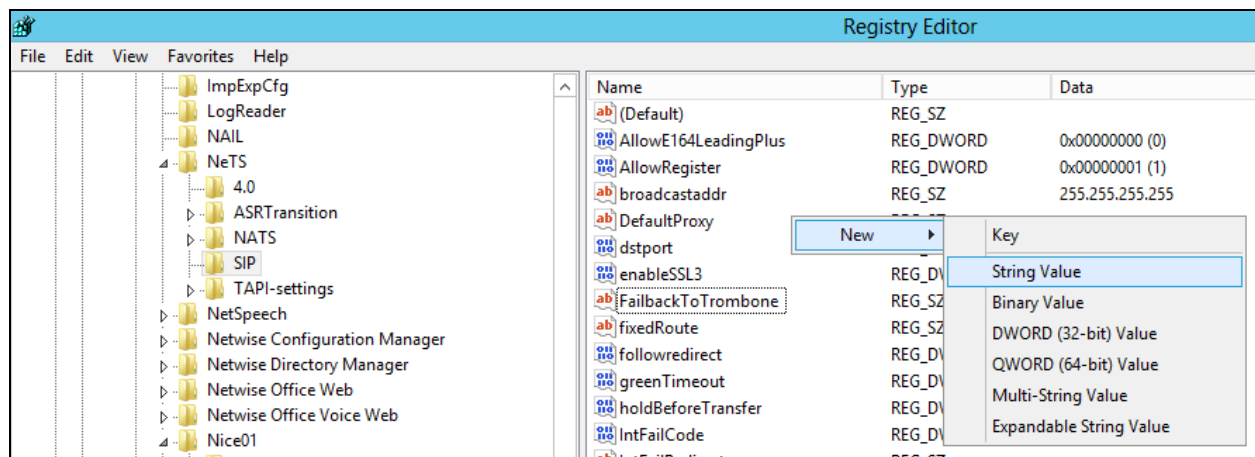 Registry Editor
File Edit View Favorites Help
ImpExpCfg
LogReader
NAIL
NeTS
4.0
ASRTransition
NATS
SIP
TAPI-settings
NetSpeech
Netwise Configuration Manager
Netwise Directory Manager
Netwise Office Web
Netwise Office Voice Web
Nice01
Name Type Data
(Default) REG_SZ
AllowE164LeadingPlus REG_DWORD 0x00000000 (0)
AllowRegister REG_DWORD 0x00000001 (1)
broadcastaddr REG_SZ 255.255.255.255
DefaultProxy
dstport
enableSSL3
FailbackToTrombone REG_SZ
fixedRoute REG_SZ
followredirect
greenTimeout
holdBeforeTransfer
IntFailCode
New
Key
String Value
Binary Value
DWORD (32-bit) Value
QWORD (64-bit) Value
Multi-String Value
Expandable String Value